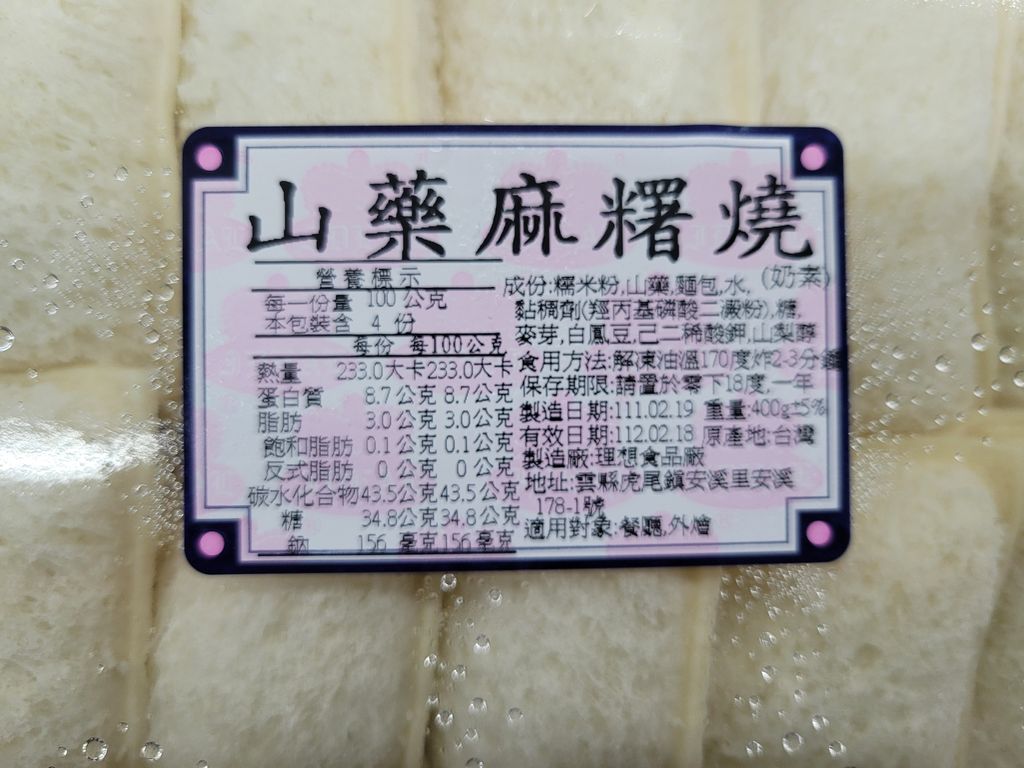 山藥麻糬燒
營養標示
每一份量 100 公克
本包裝含 4 份
每份 每100公克
熱量 233.0大卡 233.0大卡
蛋白質 8.7公克 8.7公克
脂肪 3.0公克 3.0公克
飽和脂肪 0.1公克 0.1公克
反式脂肪 0公克 0公克
碳水化合物 43.5公克 43.5公克
糖 34.8公克 34.8公克
鈉 156 毫克 156 毫克
成份:糯米粉,山藥,麵包,水, (奶素)
黏稠劑(羥丙基磷酸二澱粉),糖,
麥芽,白鳳豆,己二稀酸鉀,山梨醇
食用方法:解凍油溫170度炸2-3分鐘
保存期限:請置於零下18度,一年
製造日期:111.02.19 重量:400g±5%
有效日期:112.02.18 原產地:台灣
製造廠:理想食品廠
地址:雲縣虎尾鎮安溪里安溪
178-1號
適用對象:餐廳,外燴